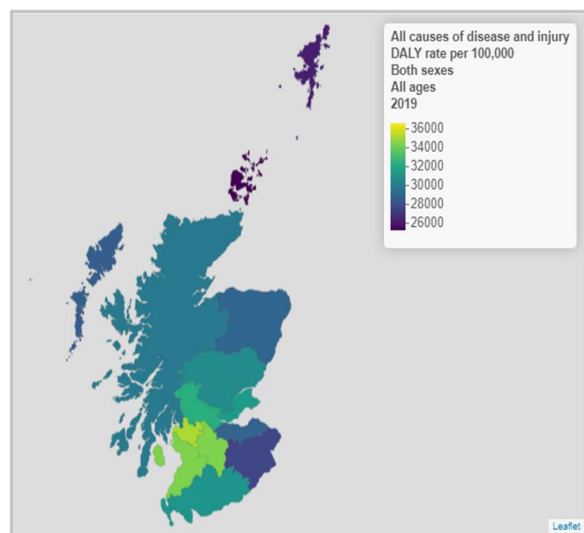 All causes of disease and injury
DALY rate per 100,000
Both sexes
All ages
2019
36000
34000
32000
30000
28000
26000
Leaflet